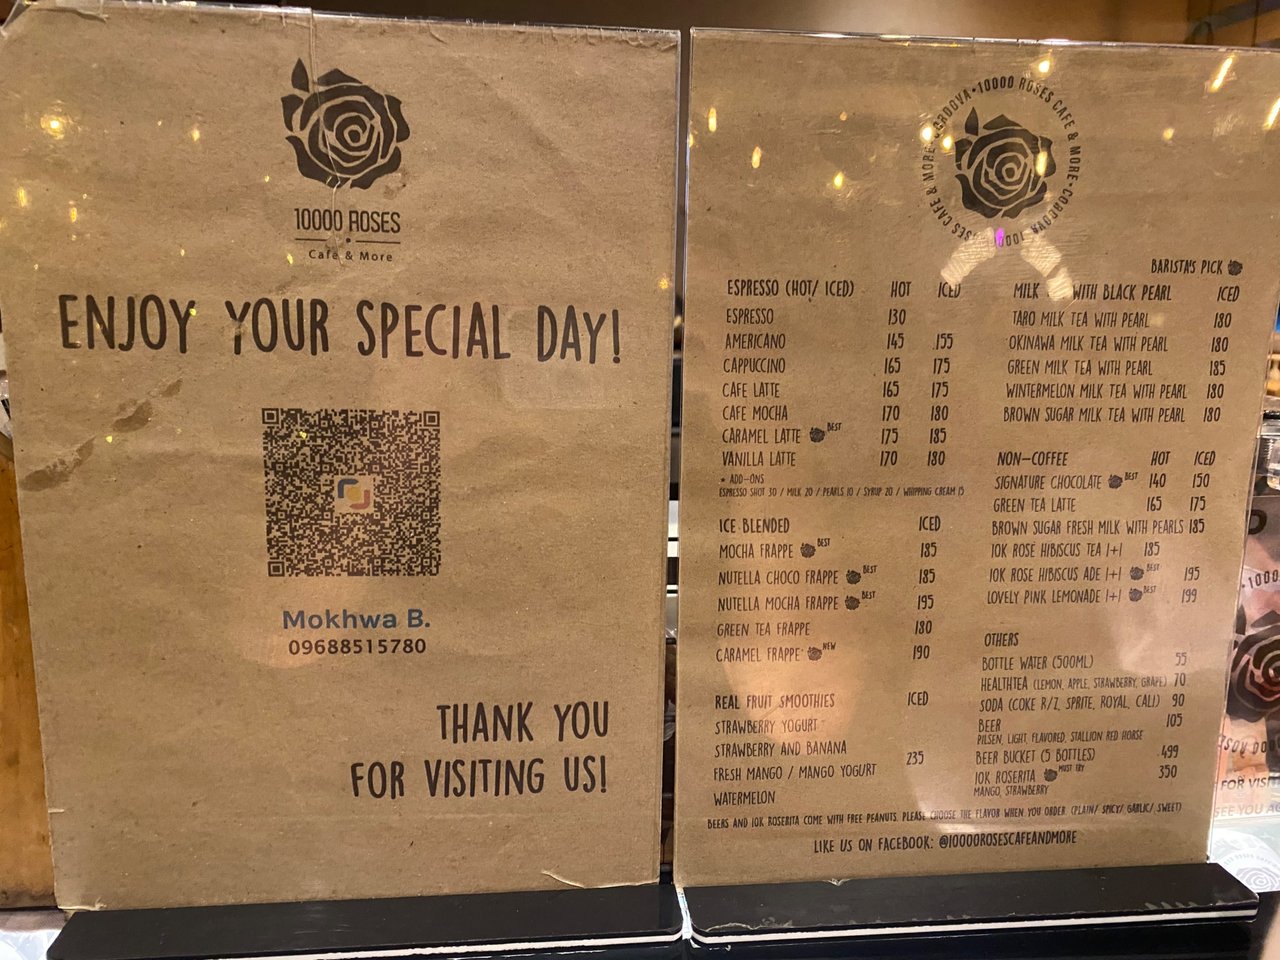 10000 ROSES
Cafe & More
ENJOY YOUR SPECIAL DAY!
Mokhwa B.
09688515780
THANK YOU
FOR VISITING US!
10000 ROSES CAFE & MORE • CORDOVA
BARISTA'S PICK
ESPRESSO (HOT/ ICED) HOT ICED
ESPRESSO 130
AMERICANO 145 155
CAPPUCCINO 165 175
CAFE LATTE 165 175
CAFE MOCHA 170 180
CARAMEL LATTE BEST 175 185
VANILLA LATTE 170 180
* ADD-ONS
ESPRESSO SHOT 30 / MILK 20 / PEARLS 10 / SYRUP 20 / WHIPPING CREAM 15
ICE BLENDED ICED
MOCHA FRAPPE BEST 185
NUTELLA CHOCO FRAPPE BEST 185
NUTELLA MOCHA FRAPPE BEST 195
GREEN TEA FRAPPE 180
CARAMEL FRAPPE NEW 190
REAL FRUIT SMOOTHIES ICED
STRAWBERRY YOGURT
STRAWBERRY AND BANANA
FRESH MANGO / MANGO YOGURT 235
WATERMELON
MILK WITH BLACK PEARL ICED
TARO MILK TEA WITH PEARL 180
OKINAWA MILK TEA WITH PEARL 180
GREEN MILK TEA WITH PEARL 185
WINTERMELON MILK TEA WITH PEARL 180
BROWN SUGAR MILK TEA WITH PEARL 180
NON-COFFEE HOT ICED
SIGNATURE CHOCOLATE BEST 140 150
GREEN TEA LATTE 165 175
BROWN SUGAR FRESH MILK WITH PEARLS 185
10K ROSE HIBISCUS TEA 1+1 185
10K ROSE HIBISCUS ADE 1+1 BEST 195
LOVELY PINK LEMONADE 1+1 BEST 199
OTHERS
BOTTLE WATER (500ML) 55
HEALTHTEA (LEMON, APPLE, STRAWBERRY, GRAPE) 70
SODA (COKE R/Z, SPRITE, ROYAL, CALI) 90
BEER 105
PILSEN, LIGHT, FLAVORED, STALLION RED HORSE
BEER BUCKET (5 BOTTLES) 499
10K ROSERITA MUST TRY 350
MANGO, STRAWBERRY
BEERS AND 10K ROSERITA COME WITH FREE PEANUTS. PLEASE CHOOSE THE FLAVOR WHEN YOU ORDER. (PLAIN/ SPICY/ GARLIC/ SWEET)
LIKE US ON FACEBOOK: @10000ROSESCAFEANDMORE
FOR VISIT